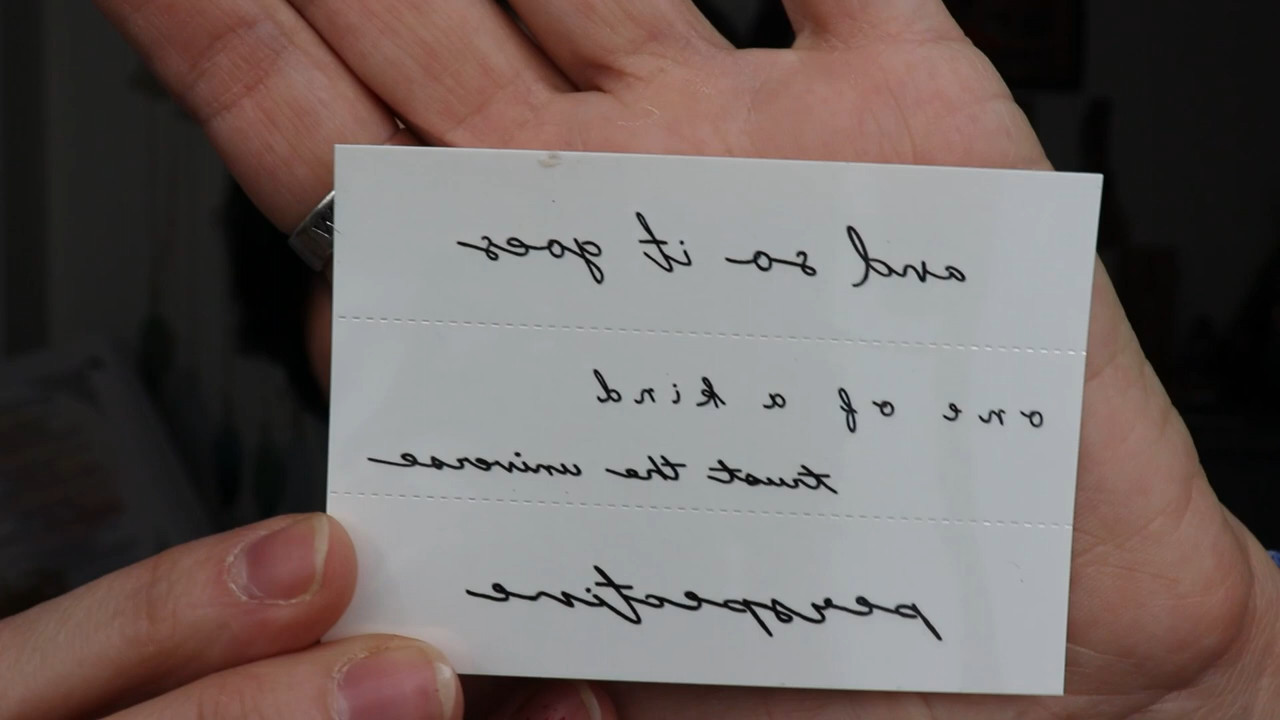 and so it goes
one of a kind
trust the universe
perspective